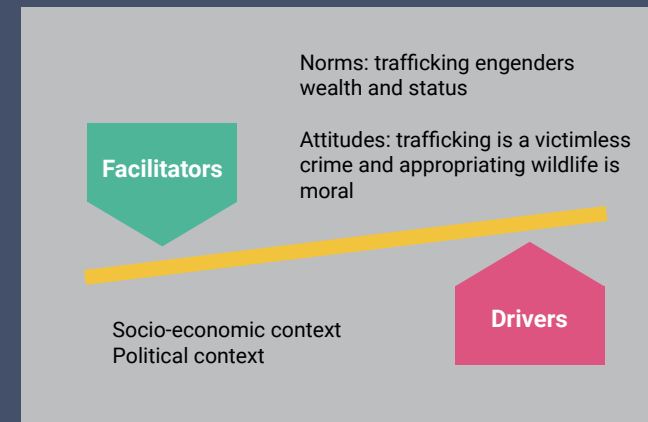 Norms: trafficking engenders
wealth and status
Attitudes: trafficking is a victimless
crime and appropriating wildlife is
moral
Facilitators
Drivers
Socio-economic context
Political context